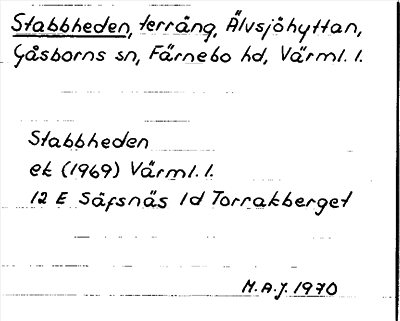 Stabbheden, terräng, Älvsjöhyttan,
Gåsborns sn, Färnebo hd, Värml. l.
Stabbheden
ek (1969) Värml. l.
12 E Säfsnäs 1d Torrakberget
M.A.J. 1970